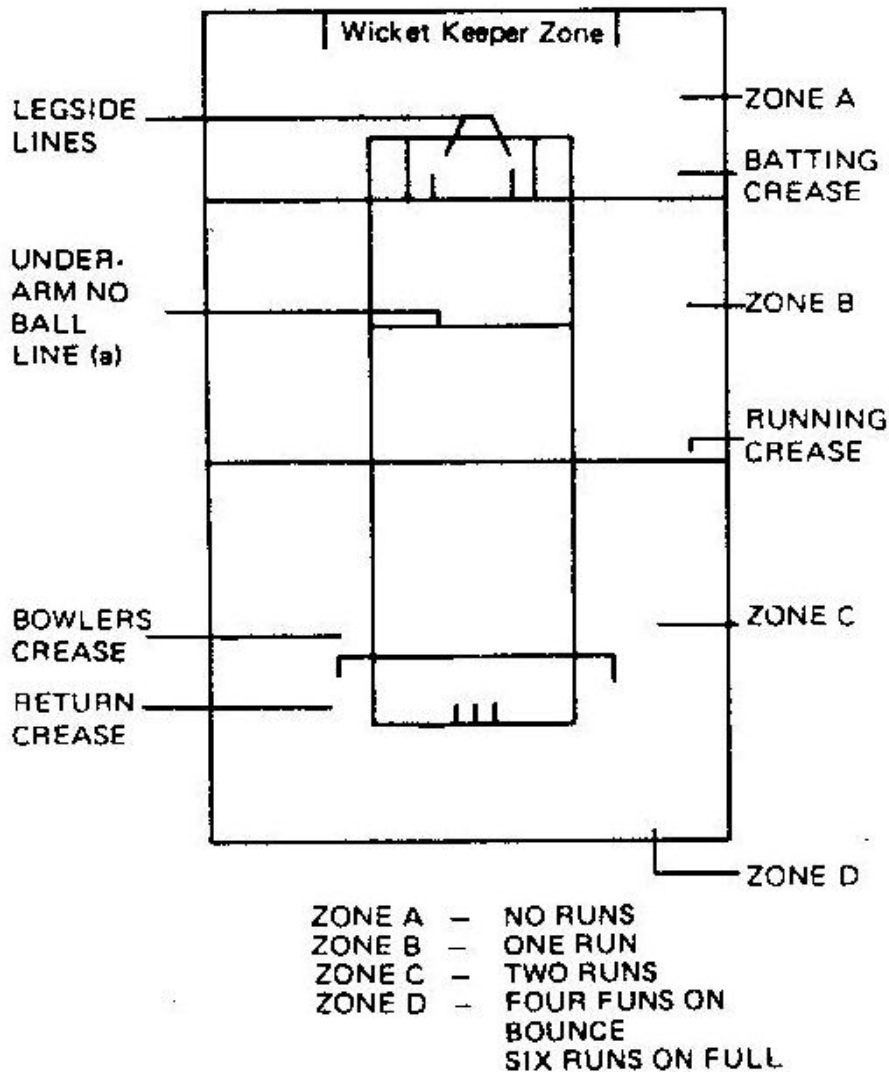 Wicket Keeper Zone
LEGSIDE
LINES
ZONE A
BATTING
CREASE
UNDER-
ARM NO
BALL
LINE (a)
ZONE B
RUNNING
CREASE
BOWLERS
CREASE
ZONE C
RETURN
CREASE
ZONE D
ZONE A – NO RUNS
ZONE B – ONE RUN
ZONE C – TWO RUNS
ZONE D – FOUR FUNS ON
BOUNCE
SIX RUNS ON FULL